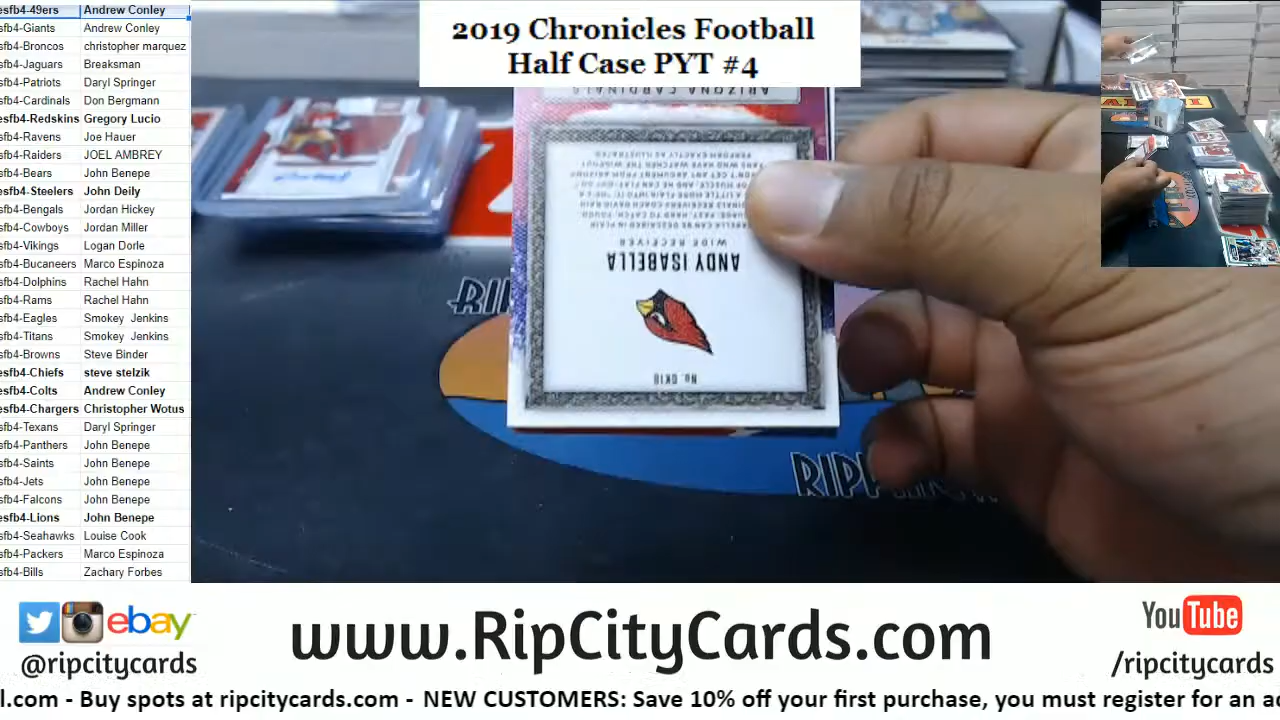 2019 Chronicles Football
Half Case PYT #4
esfb4-49ers Andrew Conley
sfb4-Giants Andrew Conley
sfb4-Broncos christopher marquez
sfb4-Jaguars Breaksman
sfb4-Patriots Daryl Springer
sfb4-Cardinals Don Bergmann
esfb4-Redskins Gregory Lucio
sfb4-Ravens Joe Hauer
sfb4-Raiders JOEL AMBREY
sfb4-Bears John Benepe
esfb4-Steelers John Deily
sfb4-Bengals Jordan Hickey
sfb4-Cowboys Jordan Miller
sfb4-Vikings Logan Dorle
sfb4-Bucaneers Marco Espinoza
sfb4-Dolphins Rachel Hahn
sfb4-Rams Rachel Hahn
sfb4-Eagles Smokey Jenkins
sfb4-Titans Smokey Jenkins
sfb4-Browns Steve Binder
esfb4-Chiefs steve stelzik
esfb4-Colts Andrew Conley
esfb4-Chargers Christopher Wotus
sfb4-Texans Daryl Springer
sfb4-Panthers John Benepe
sfb4-Saints John Benepe
sfb4-Jets John Benepe
sfb4-Falcons John Benepe
esfb4-Lions John Benepe
sfb4-Seahawks Louise Cook
sfb4-Packers Marco Espinoza
sfb4-Bills Zachary Forbes
No. GK10
ANDY ISABELLA
WIDE RECEIVER
PERFORM EXACTLY AS ILLUSTRATED
ARIZONA CARDINALS
ebay
@ripcitycards
www.RipCityCards.com
YouTube
/ripcitycards
l.com - Buy spots at ripcitycards.com - NEW CUSTOMERS: Save 10% off your first purchase, you must register for an ac